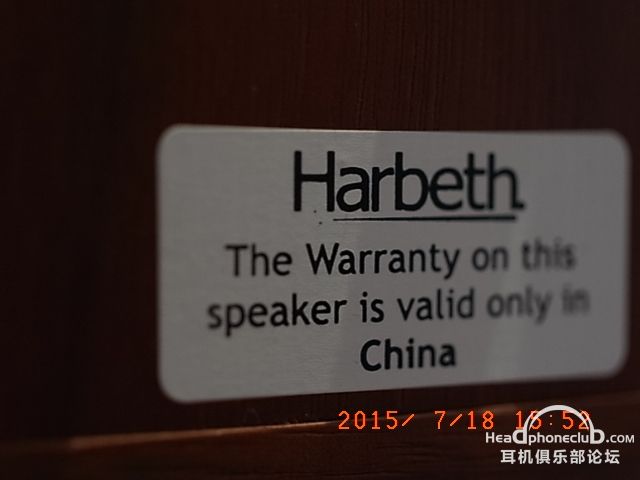 Harbeth
The Warranty on this
speaker is valid only in
China
2015/ 7/18 15:52
Headphoneclub.com
耳机俱乐部论坛